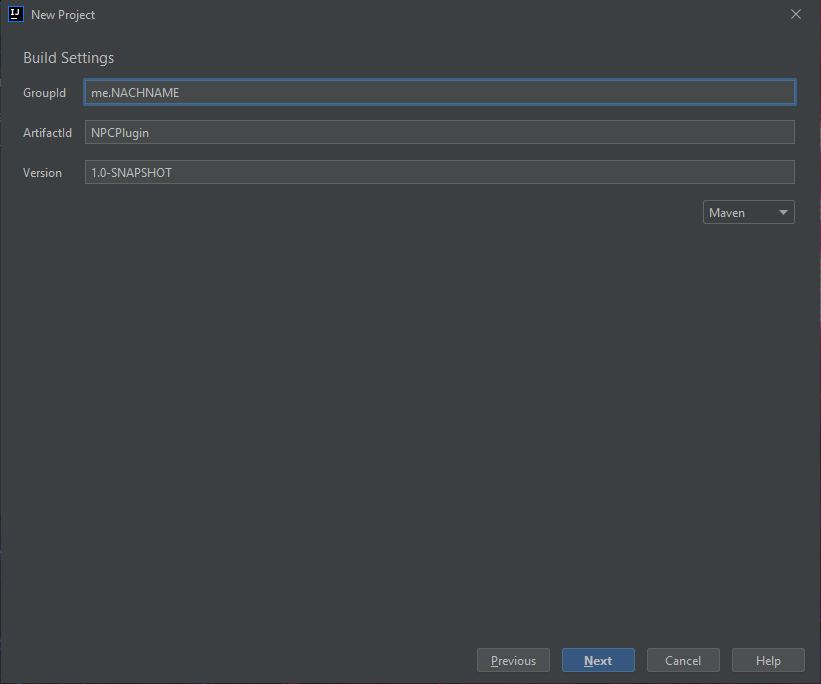 IJ New Project
Build Settings
GroupId me.NACHNAME
ArtifactId NPCPlugin
Version 1.0-SNAPSHOT
Maven
Previous Next Cancel Help